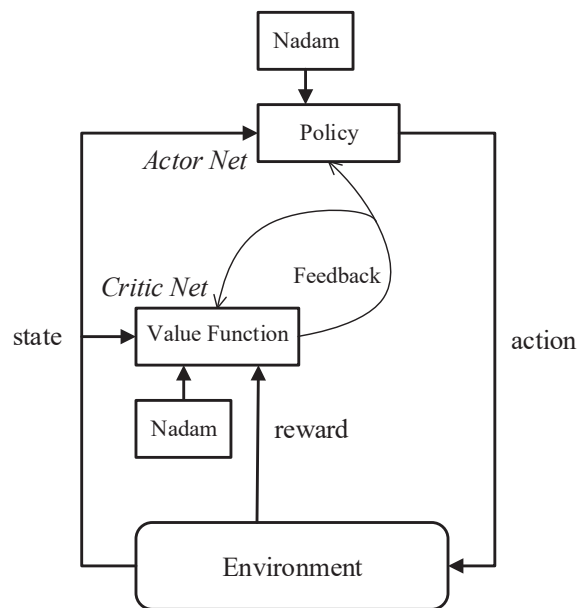 Nadam
Policy
Actor Net
Feedback
Critic Net
Value Function
state
action
Nadam
reward
Environment